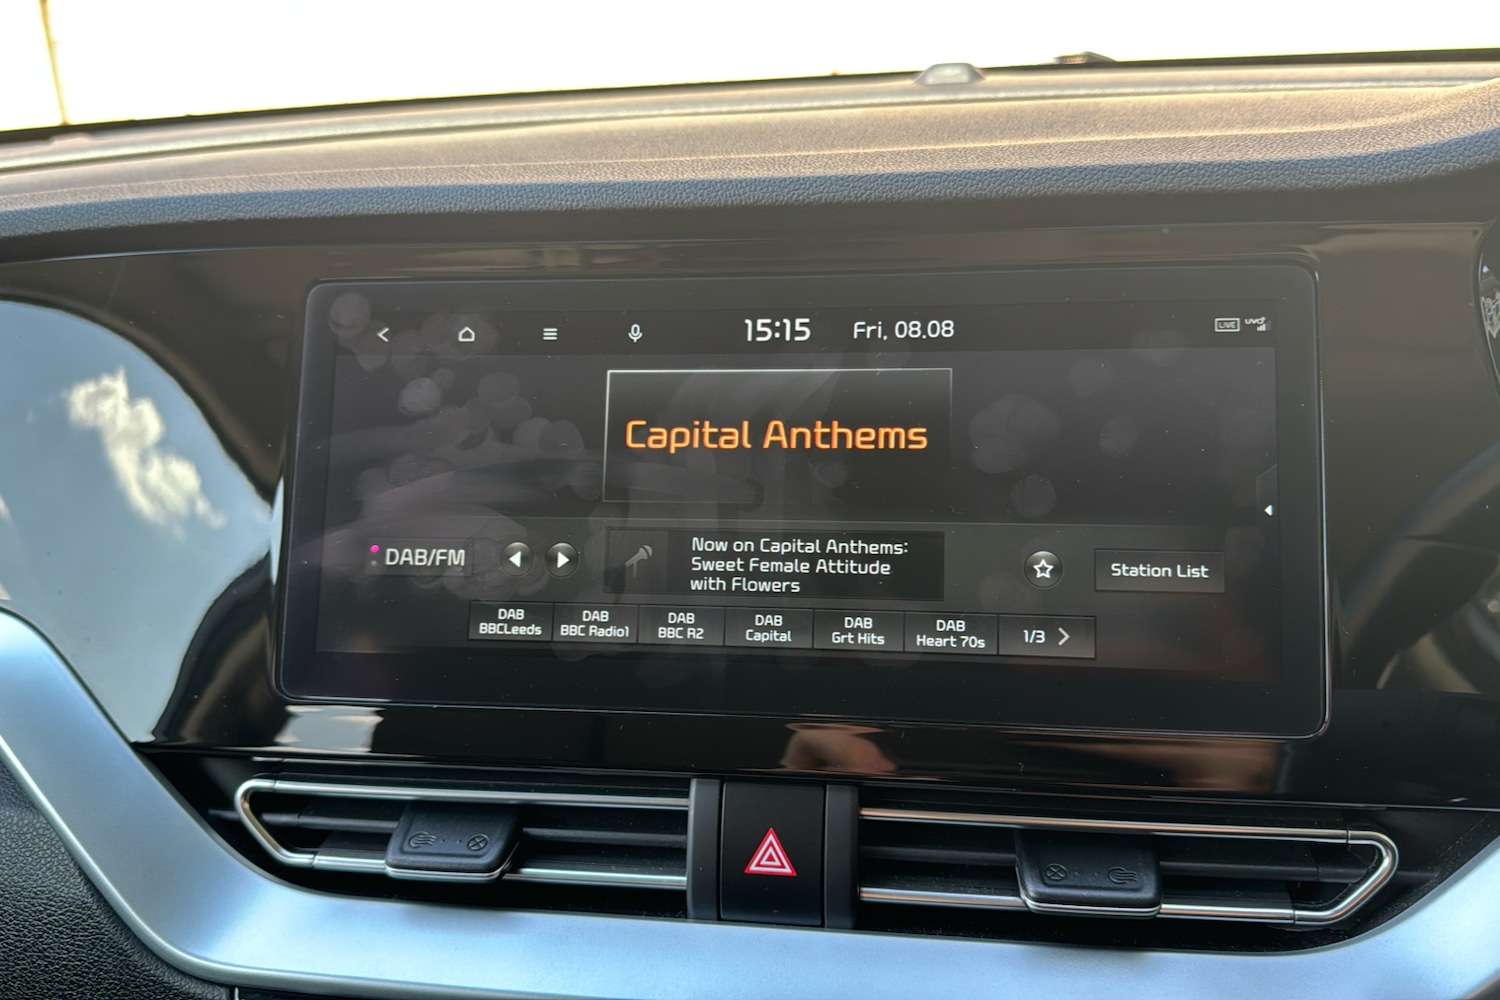 15:15 Fri, 08.08
LIVE UVO
Capital Anthems
DAB/FM
Now on Capital Anthems:
Sweet Female Attitude
with Flowers
Station List
DAB
BBCLeeds
DAB
BBC Radio1
DAB
BBC R2
DAB
Capital
DAB
Grt Hits
DAB
Heart 70s
1/3